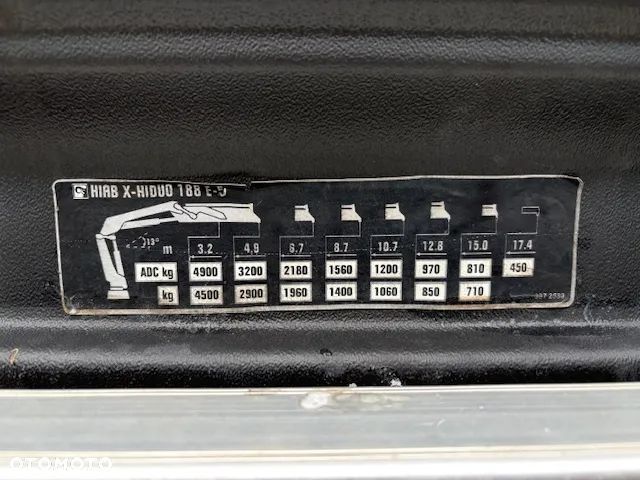 HIAB X-HIDUO 188 E-5
13°
m 3.2 4.9 6.7 8.7 10.7 12.8 15.0 17.4
ADC kg 4900 3200 2180 1560 1200 970 810 450
kg 4500 2900 1960 1400 1060 850 710
OTOMOTO